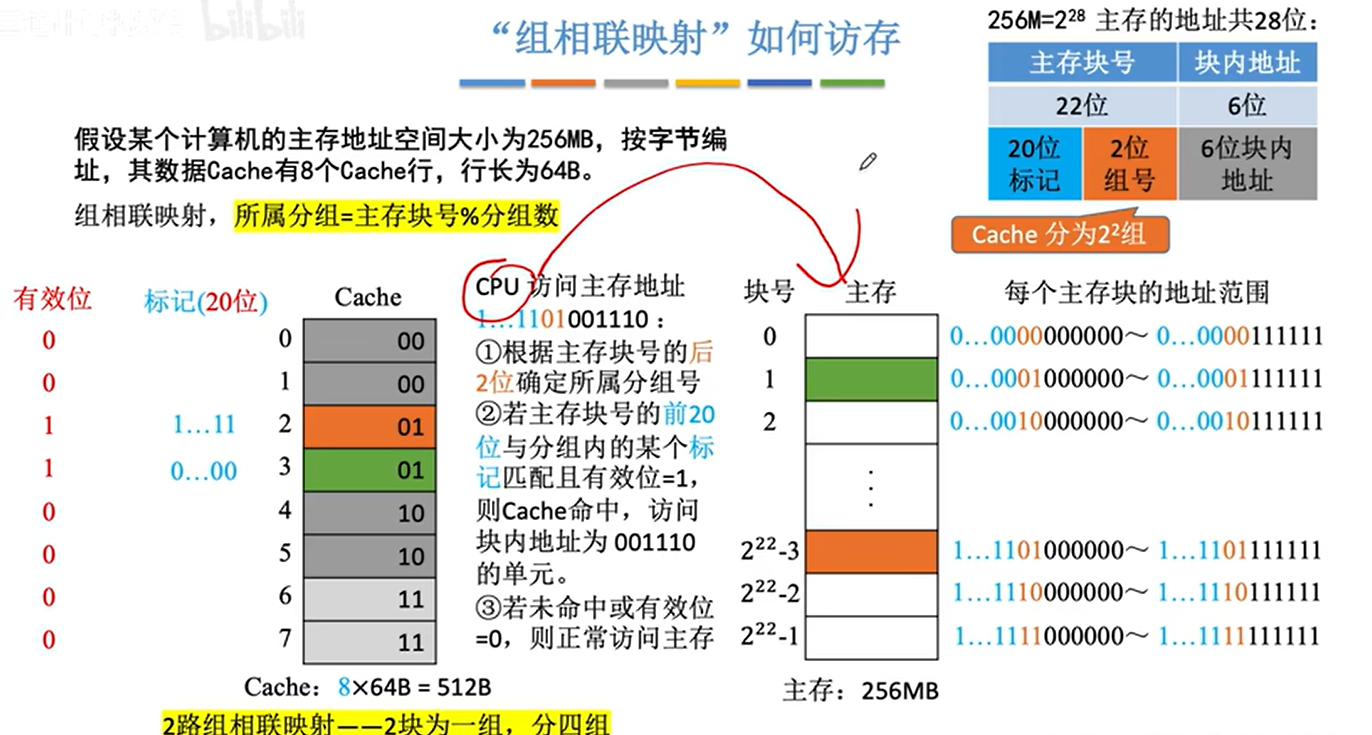 bilibili
“组相联映射”如何访存
256M=2²⁸ 主存的地址共28位：
主存块号 块内地址
22位 6位
20位标记 2位组号 6位块内地址
Cache 分为2²组
假设某个计算机的主存地址空间大小为256MB，按字节编
址，其数据Cache有8个Cache行，行长为64B。
组相联映射，所属分组=主存块号%分组数
有效位 标记(20位) Cache
0 0 00
0 1 00
1 1…11 2 01
1 0…00 3 01
0 4 10
0 5 10
0 6 11
0 7 11
Cache：8×64B = 512B
2路组相联映射——2块为一组，分四组
CPU 访问主存地址
1…1101001110：
①根据主存块号的后
2位确定所属分组号
②若主存块号的前20
位与分组内的某个标
记匹配且有效位=1，
则Cache命中，访问
块内地址为 001110
的单元。
③若未命中或有效位
=0，则正常访问主存
块号 主存 每个主存块的地址范围
0 0…0000000000～ 0…0000111111
1 0…0001000000～ 0…0001111111
2 0…0010000000～ 0…0010111111
⋮
2²²-3 1…1101000000～ 1…1101111111
2²²-2 1…1110000000～ 1…1110111111
2²²-1 1…1111000000～ 1…1111111111
主存：256MB